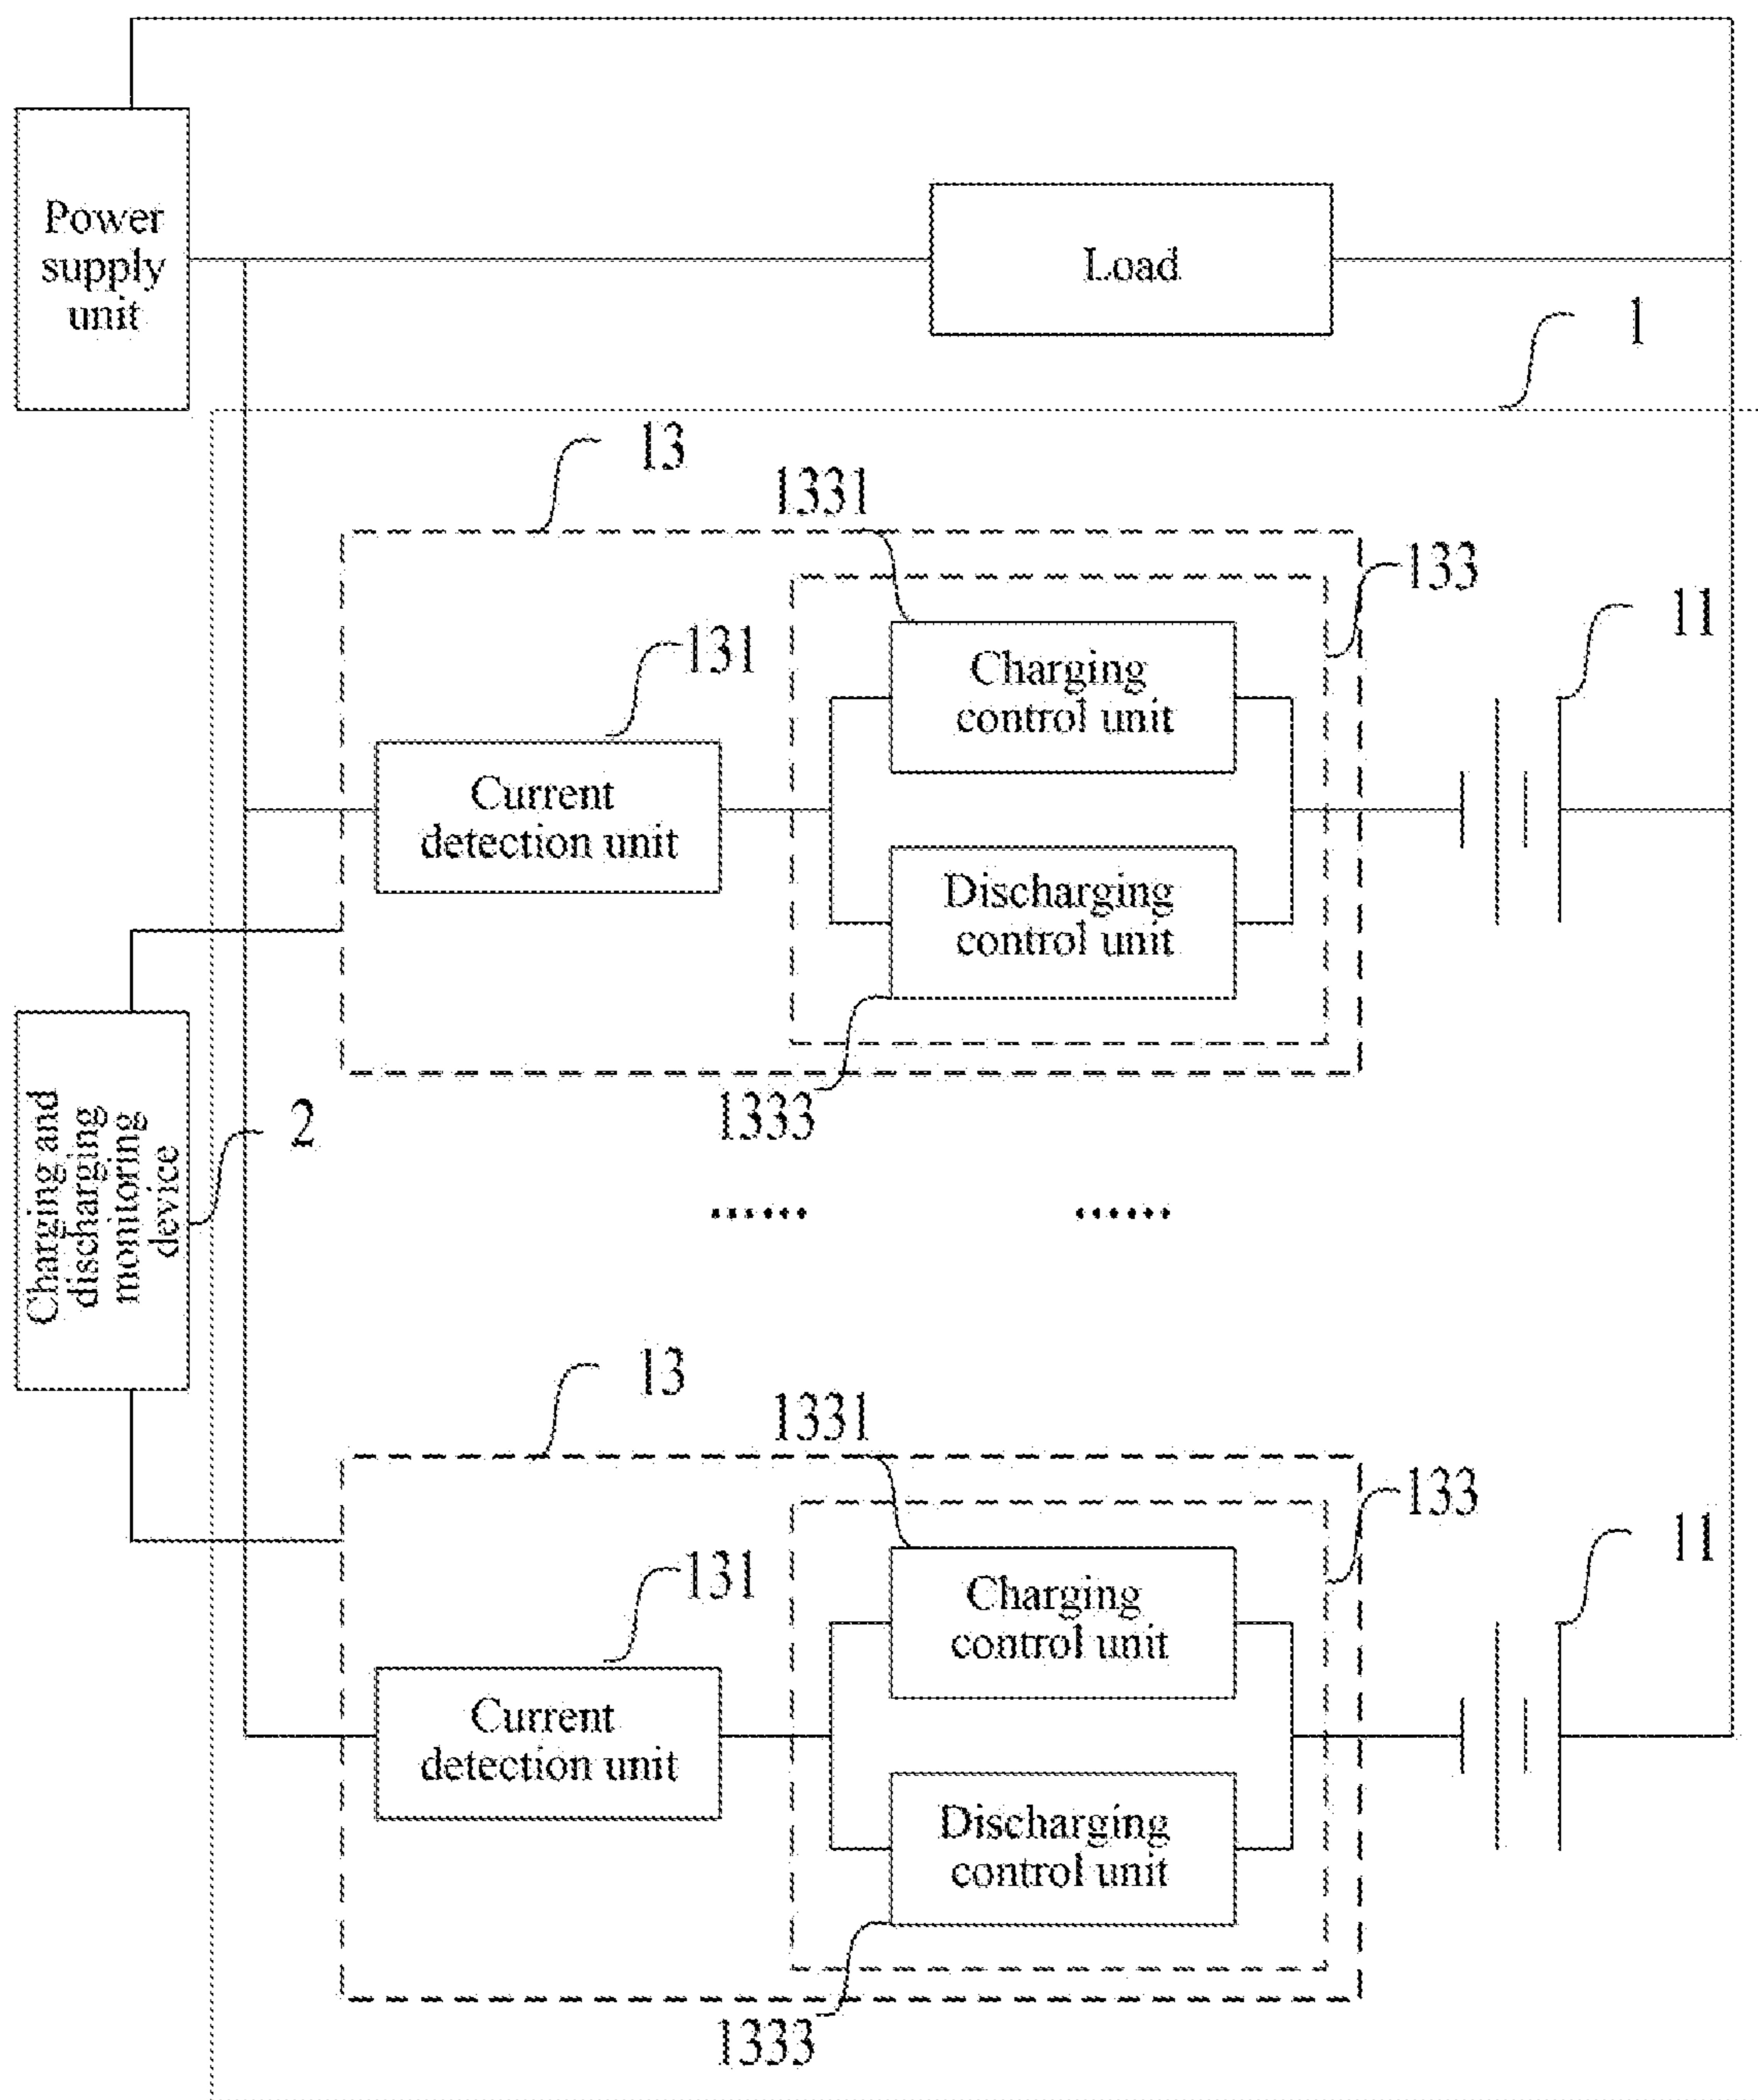 Power
supply
unit
Load
1
13
1331
133
11
131
Charging
control unit
Current
detection unit
Discharging
control unit
1333
Charging and
discharging
monitoring
device
2
......
......
13
1331
133
11
131
Charging
control unit
Current
detection unit
Discharging
control unit
1333